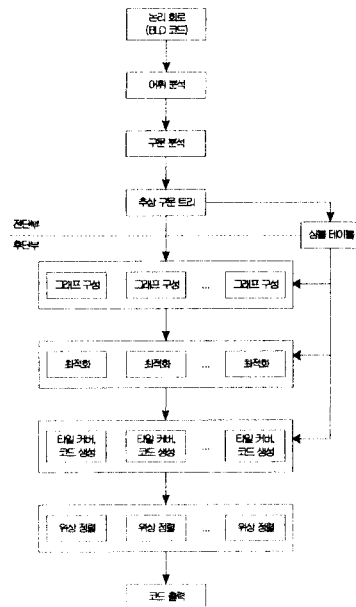 논리 회로
(BLO 코드)
어휘 분석
구문 분석
추상 구문 트리
전단부
후단부
심볼 테이블
그래프 구성 그래프 구성 ... 그래프 구성
최적화 최적화 ... 최적화
타일 커버, 타일 커버, ... 타일 커버,
코드 생성 코드 생성 코드 생성
위상 정렬 위상 정렬 ... 위상 정렬
코드 출력